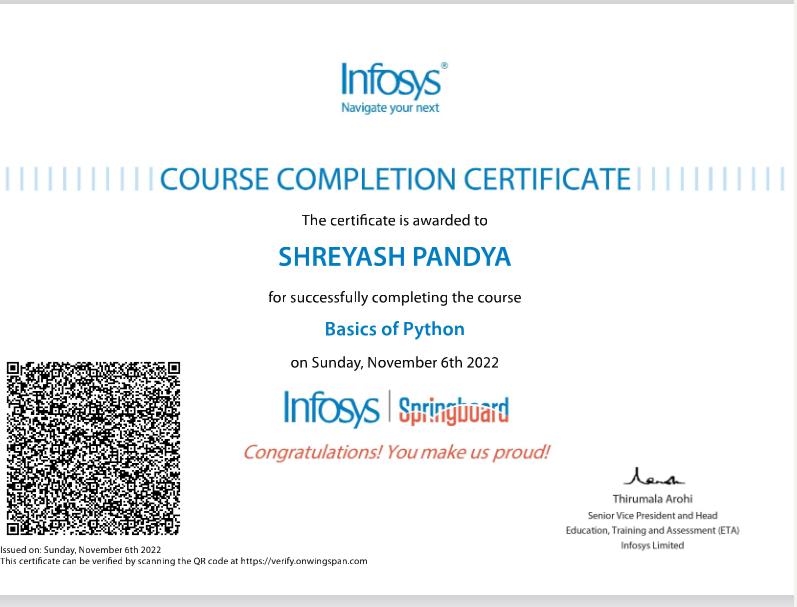 Infosys®
Navigate your next
COURSE COMPLETION CERTIFICATE
The certificate is awarded to
SHREYASH PANDYA
for successfully completing the course
Basics of Python
on Sunday, November 6th 2022
Infosys | Springboard
Congratulations! You make us proud!
Thirumala Arohi
Senior Vice President and Head
Education, Training and Assessment (ETA)
Infosys Limited
Issued on: Sunday, November 6th 2022
This certificate can be verified by scanning the QR code at https://verify.onwingspan.com